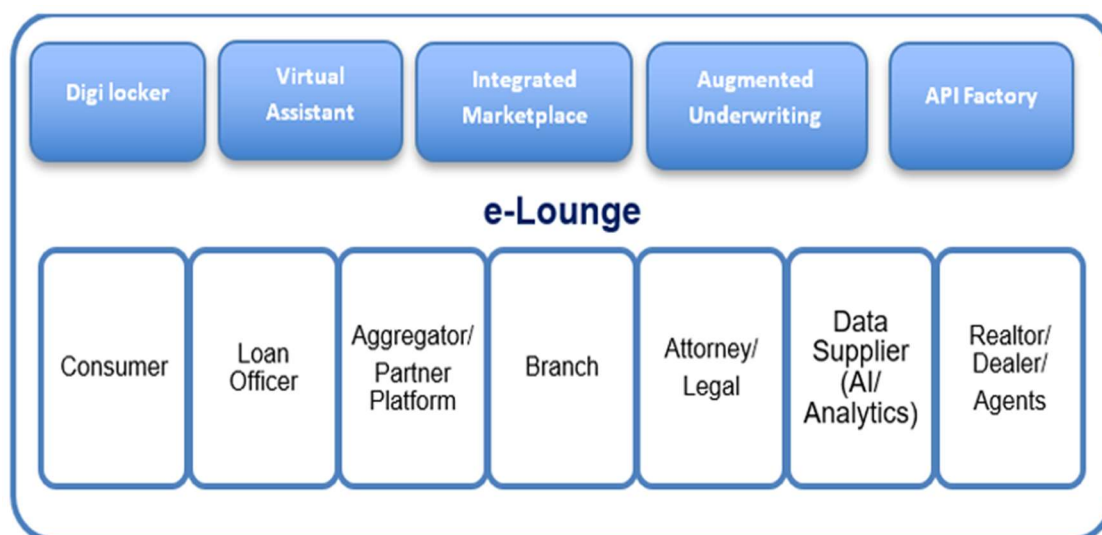 Digi locker
Virtual
Assistant
Integrated
Marketplace
Augmented
Underwriting
API Factory
e-Lounge
Consumer
Loan
Officer
Aggregator/
Partner
Platform
Branch
Attorney/
Legal
Data
Supplier
(AI/
Analytics)
Realtor/
Dealer/
Agents